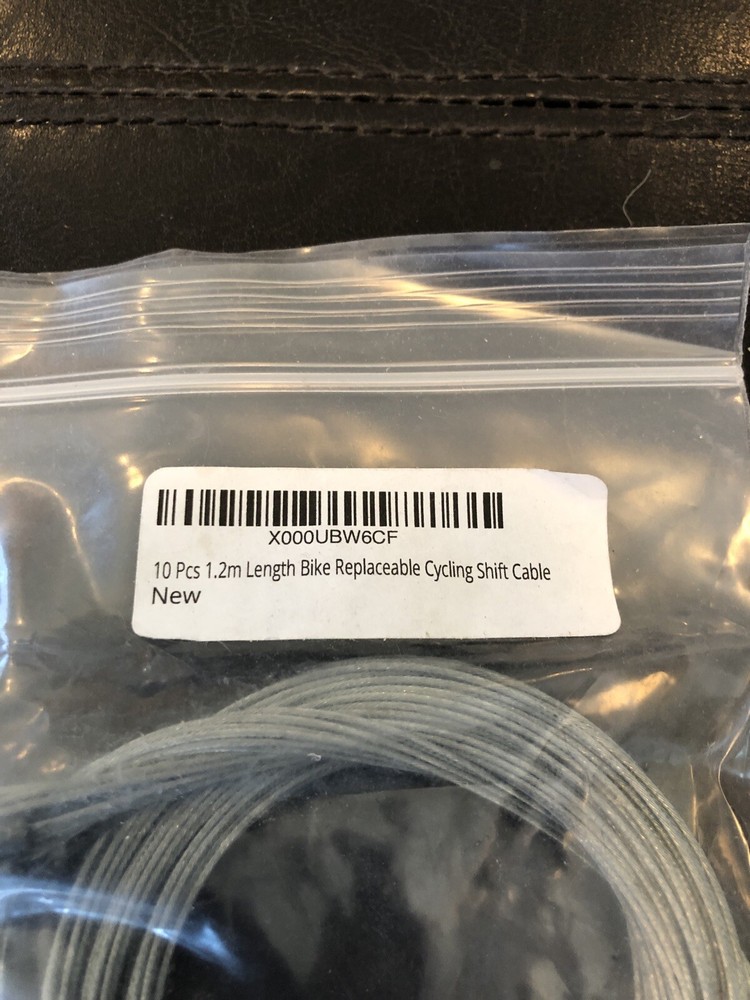 X000UBW6CF
10 Pcs 1.2m Length Bike Replaceable Cycling Shift Cable
New